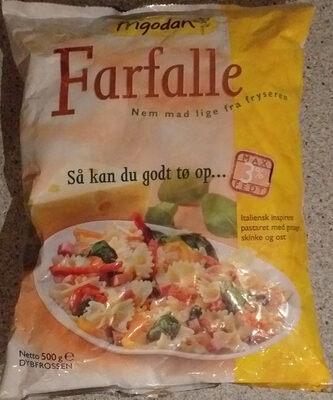 frigodan
Farfalle
Nem mad lige fra fryseren
Så kan du godt tø op...
MAX
3%
FEDT
Italiensk inspireret
pastaret med
skinke og ost
Netto 500 g ℮
DYBFROSSEN